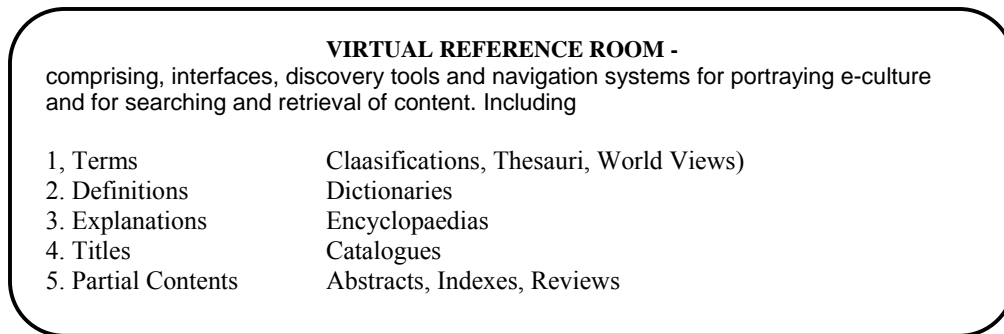 VIRTUAL REFERENCE ROOM -
comprising, interfaces, discovery tools and navigation systems for portraying e-culture
and for searching and retrieval of content. Including
1, Terms Claasifications, Thesauri, World Views)
2. Definitions Dictionaries
3. Explanations Encyclopaedias
4. Titles Catalogues
5. Partial Contents Abstracts, Indexes, Reviews